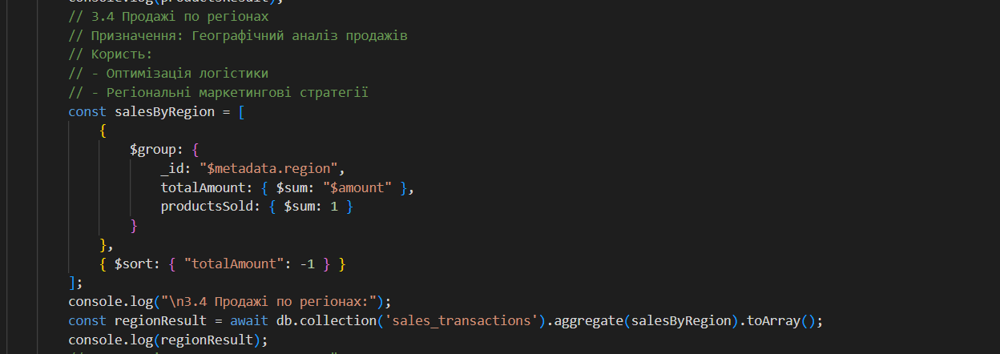 console.log(productsResult);
// 3.4 Продажі по регіонах
// Призначення: Географічний аналіз продажів
// Користь:
// - Оптимізація логістики
// - Регіональні маркетингові стратегії
const salesByRegion = [
{
$group: {
_id: "$metadata.region",
totalAmount: { $sum: "$amount" },
productsSold: { $sum: 1 }
}
},
{ $sort: { "totalAmount": -1 } }
];
console.log("\n3.4 Продажі по регіонах:");
const regionResult = await db.collection('sales_transactions').aggregate(salesByRegion).toArray();
console.log(regionResult);